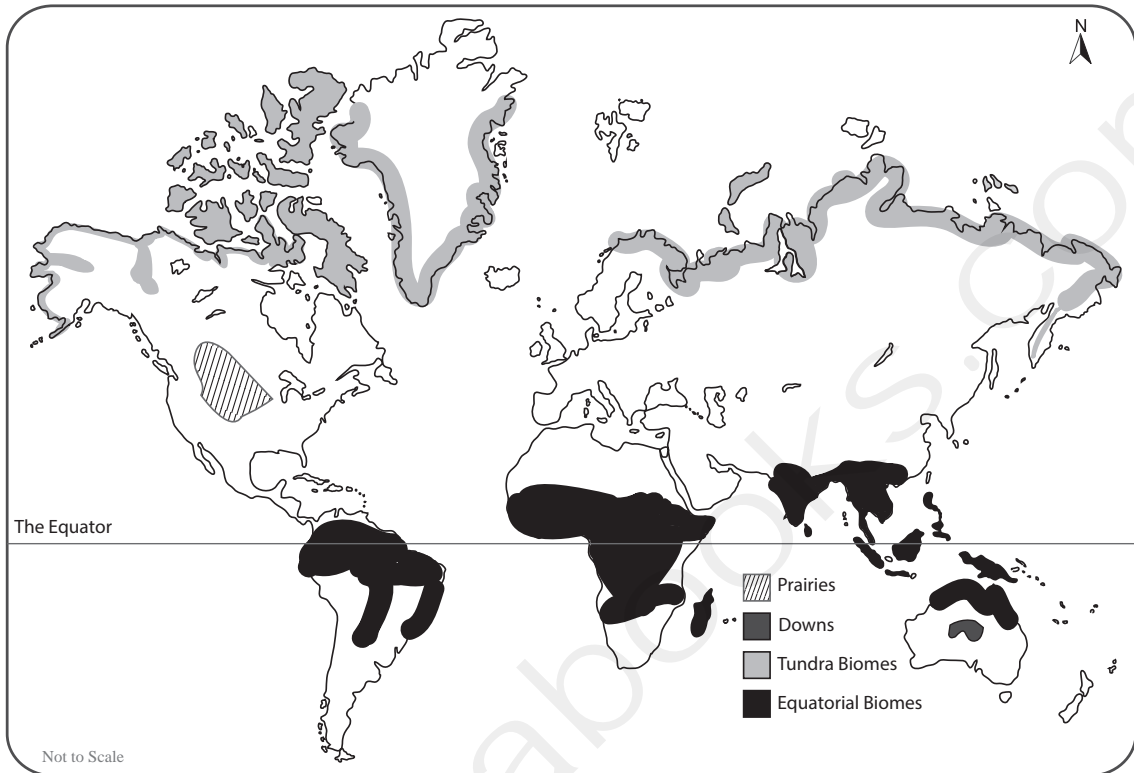 N
The Equator
Prairies
Downs
Tundra Biomes
Equatorial Biomes
Not to Scale